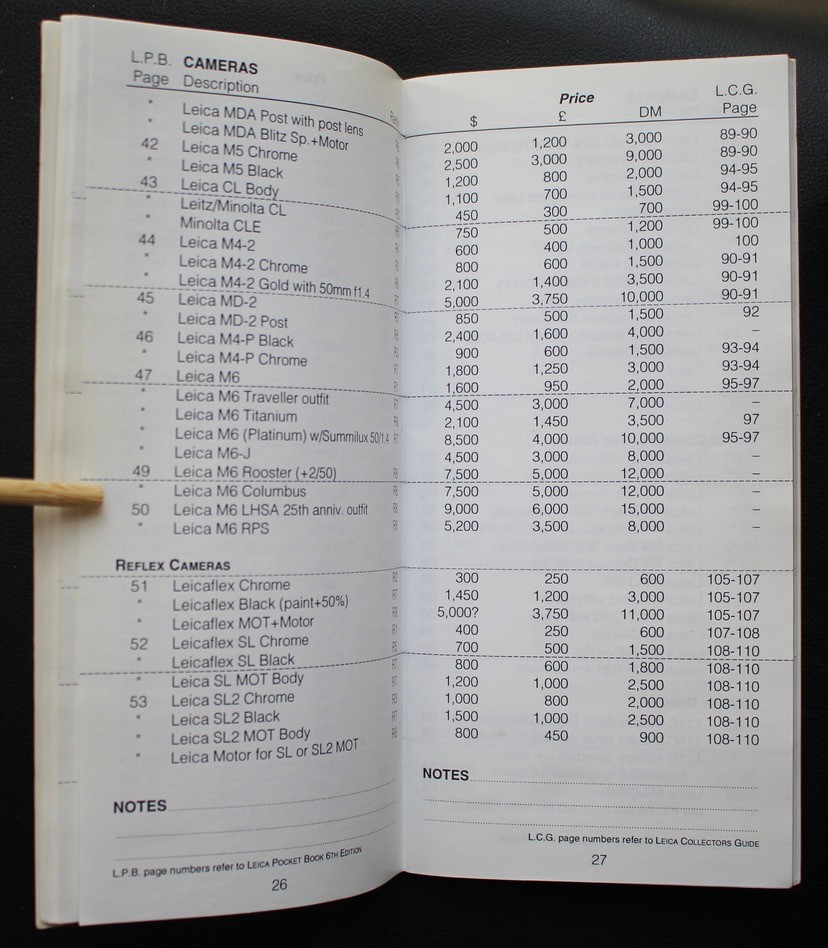 L.P.B. CAMERAS
Page Description
" Leica MDA Post with post lens
" Leica MDA Blitz Sp.+Motor
42 Leica M5 Chrome
" Leica M5 Black
43 Leica CL Body
" Leitz/Minolta CL
" Minolta CLE
44 Leica M4-2
" Leica M4-2 Chrome
" Leica M4-2 Gold with 50mm f1.4
45 Leica MD-2
" Leica MD-2 Post
46 Leica M4-P Black
" Leica M4-P Chrome
47 Leica M6
" Leica M6 Traveller outfit
" Leica M6 Titanium
" Leica M6 (Platinum) w/Summilux 50/1.4
" Leica M6-J
49 Leica M6 Rooster (+2/50)
" Leica M6 Columbus
50 Leica M6 LHSA 25th anniv. outfit
" Leica M6 RPS
REFLEX CAMERAS
51 Leicaflex Chrome
" Leicaflex Black (paint+50%)
" Leicaflex MOT+Motor
52 Leicaflex SL Chrome
" Leicaflex SL Black
" Leica SL MOT Body
53 Leica SL2 Chrome
" Leica SL2 Black
" Leica SL2 MOT Body
" Leica Motor for SL or SL2 MOT
NOTES
L.P.B. page numbers refer to LEICA POCKET BOOK 6TH EDITION
26
Price L.C.G.
$ £ DM Page
2,000 1,200 3,000 89-90
2,500 3,000 9,000 89-90
1,200 800 2,000 94-95
1,100 700 1,500 94-95
450 300 700 99-100
750 500 1,200 99-100
600 400 1,000 100
800 600 1,500 90-91
2,100 1,400 3,500 90-91
5,000 3,750 10,000 90-91
850 500 1,500 92
2,400 1,600 4,000 –
900 600 1,500 93-94
1,800 1,250 3,000 93-94
1,600 950 2,000 95-97
4,500 3,000 7,000 –
2,100 1,450 3,500 97
8,500 4,000 10,000 95-97
4,500 3,000 8,000 –
7,500 5,000 12,000 –
7,500 5,000 12,000 –
9,000 6,000 15,000 –
5,200 3,500 8,000 –
300 250 600 105-107
1,450 1,200 3,000 105-107
5,000? 3,750 11,000 105-107
400 250 600 107-108
700 500 1,500 108-110
800 600 1,800 108-110
1,200 1,000 2,500 108-110
1,000 800 2,000 108-110
1,500 1,000 2,500 108-110
800 450 900 108-110
NOTES
L.C.G. page numbers refer to LEICA COLLECTORS GUIDE
27